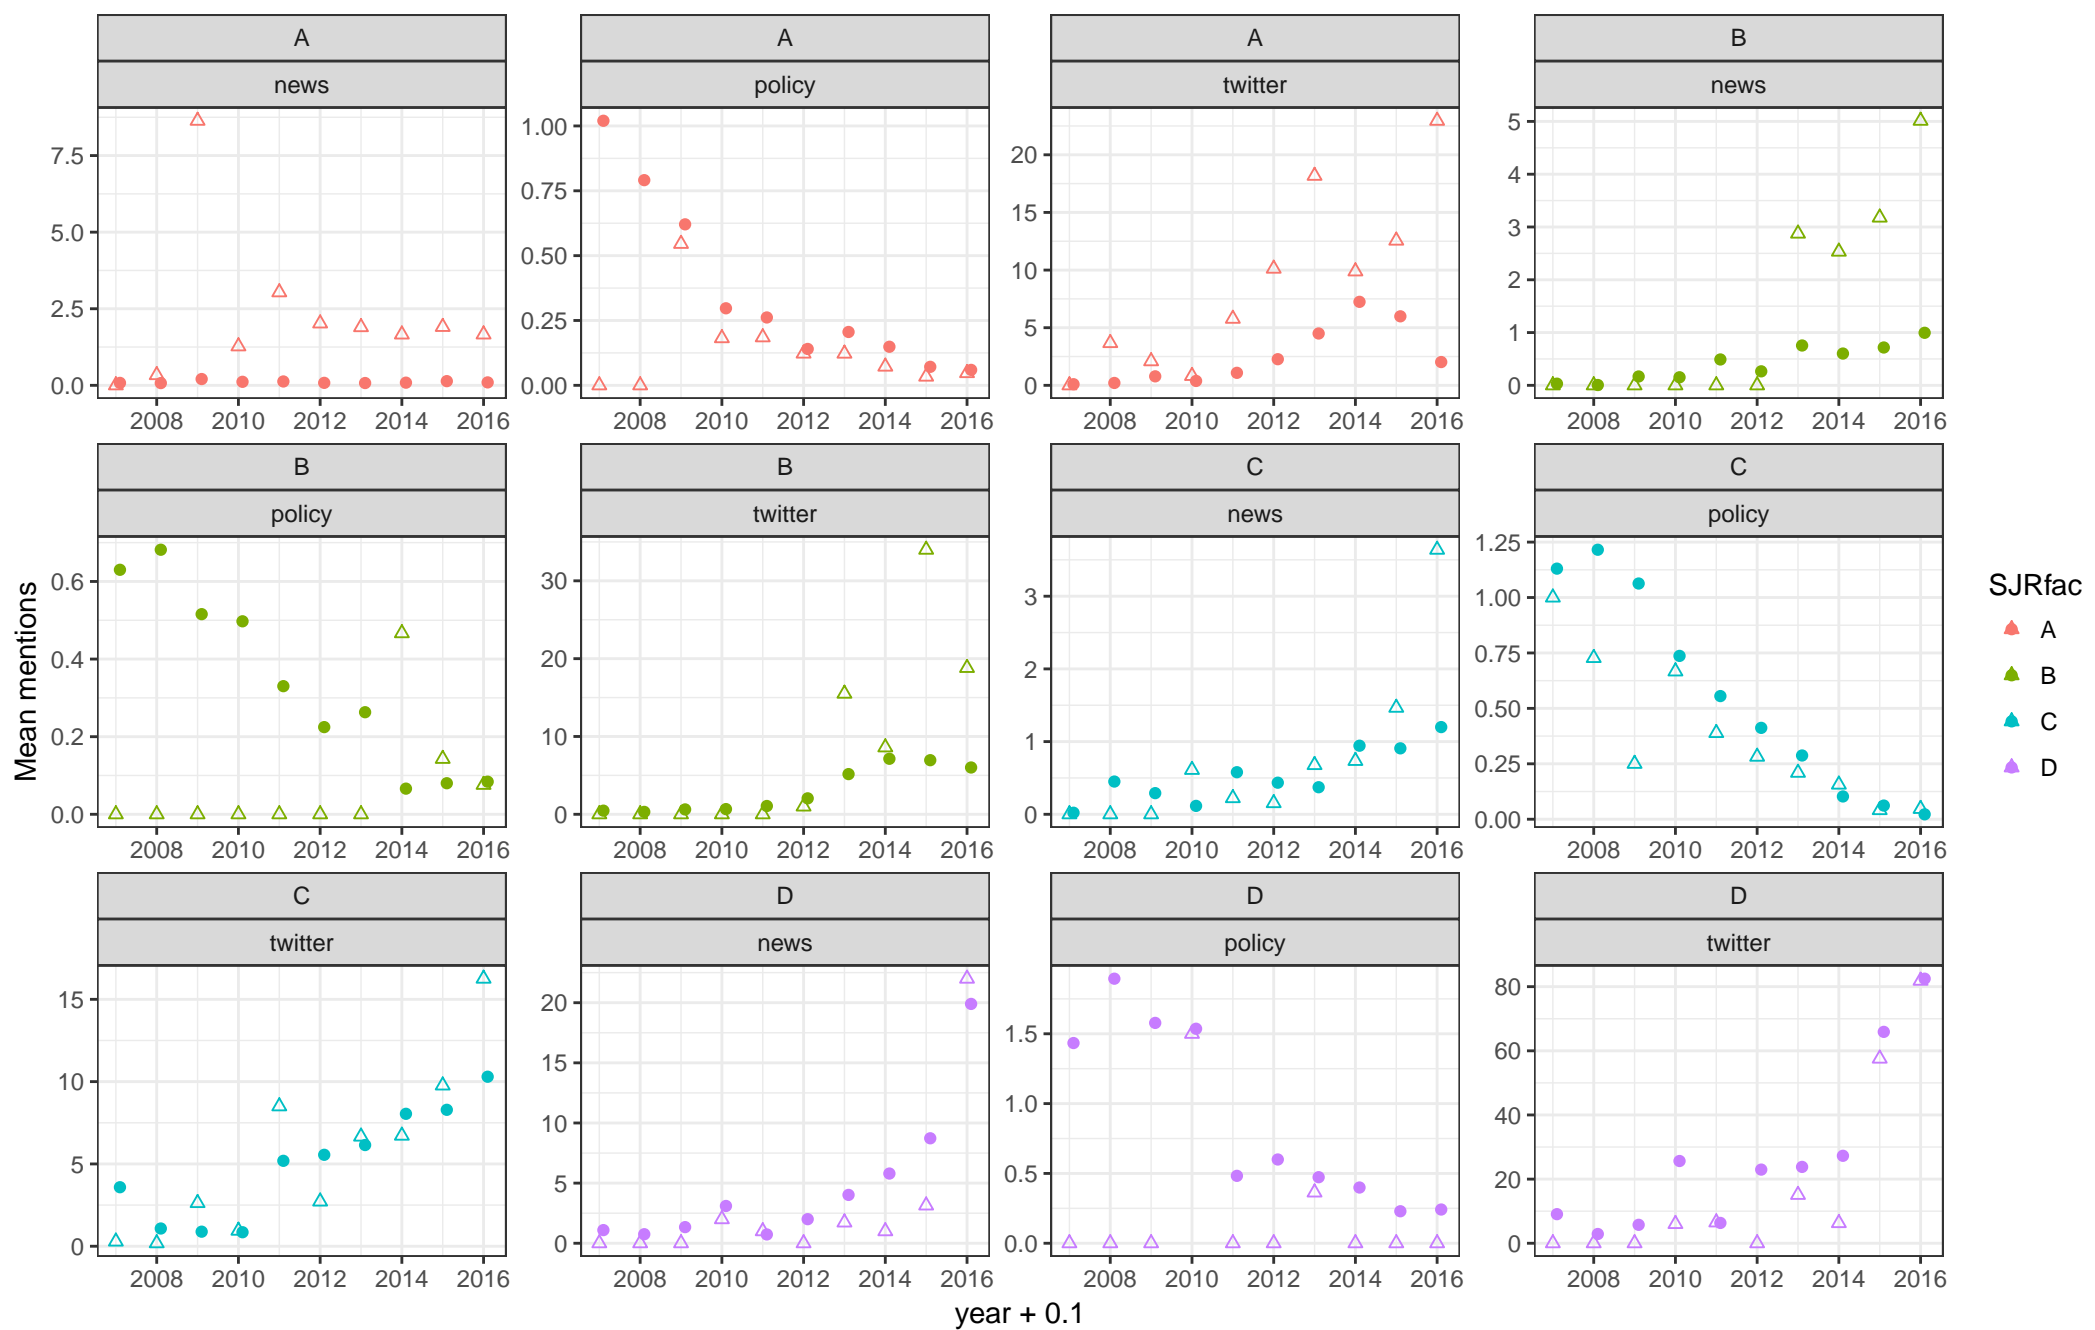 A
news
7.5
5.0
2.5
0.0
2008 2010 2012 2014 2016
A
policy
1.00
0.75
0.50
0.25
0.00
2008 2010 2012 2014 2016
A
twitter
20
15
10
5
0
2008 2010 2012 2014 2016
B
news
5
4
3
2
1
0
2008 2010 2012 2014 2016
Mean mentions
B
policy
0.6
0.4
0.2
0.0
2008 2010 2012 2014 2016
B
twitter
30
20
10
0
2008 2010 2012 2014 2016
C
news
3
2
1
0
2008 2010 2012 2014 2016
C
policy
1.25
1.00
0.75
0.50
0.25
0.00
2008 2010 2012 2014 2016
C
twitter
15
10
5
0
2008 2010 2012 2014 2016
D
news
20
15
10
5
0
2008 2010 2012 2014 2016
D
policy
1.5
1.0
0.5
0.0
2008 2010 2012 2014 2016
D
twitter
80
60
40
20
0
2008 2010 2012 2014 2016
year + 0.1
SJRfac
A
B
C
D